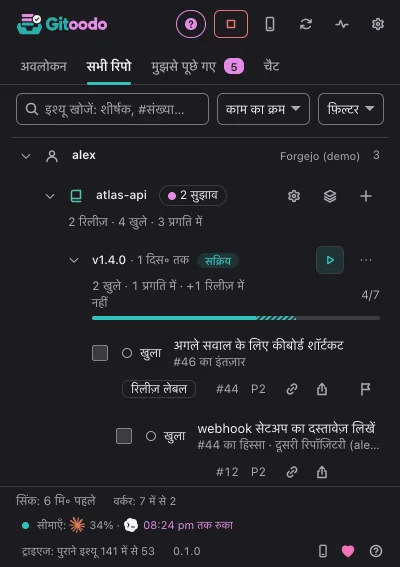 Gitoodo
अवलोकन सभी रिपो मुझसे पूछे गए 5 चैट
इश्यू खोजें: शीर्षक, #संख्या... काम का क्रम फ़िल्टर
alex Forgejo (demo) 3
atlas-api 2 सुझाव
2 रिलीज़ · 4 खुले · 3 प्रगति में
v1.4.0 · 1 दिस॰ तक सक्रिय
2 खुले · 1 प्रगति में · +1 रिलीज़ में
नहीं
4/7
अगले सवाल के लिए कीबोर्ड शॉर्टकट
खुला
#46 का इंतज़ार
रिलीज़ लेबल #44 P2
webhook सेटअप का दस्तावेज़ लिखें
खुला
#44 का हिस्सा · दूसरी रिपॉज़िटरी (ale...
#12 P2
सिंक: 6 मि॰ पहले वर्कर: 7 में से 2
सीमाएँ: 34% · 08:24 pm तक रुका
ट्राइएज: पुराने इश्यू 141 में से 53 0.1.0